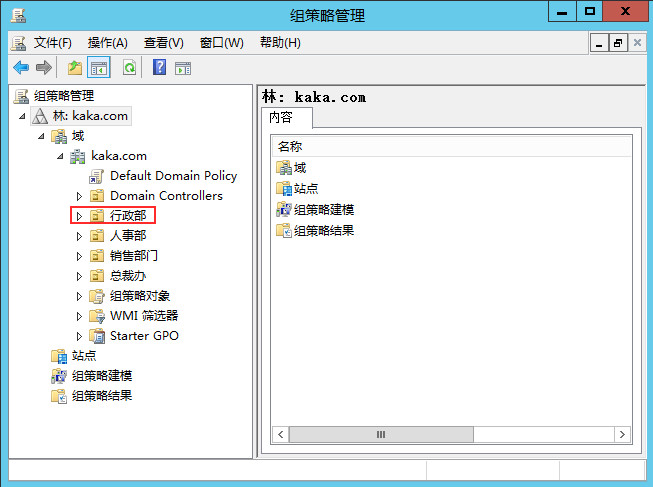 组策略管理
文件(F) 操作(A) 查看(V) 窗口(W) 帮助(H)
组策略管理
林: kaka.com
域
kaka.com
Default Domain Policy
Domain Controllers
行政部
人事部
销售部门
总裁办
组策略对象
WMI 筛选器
Starter GPO
站点
组策略建模
组策略结果
林: kaka.com
内容
名称
域
站点
组策略建模
组策略结果